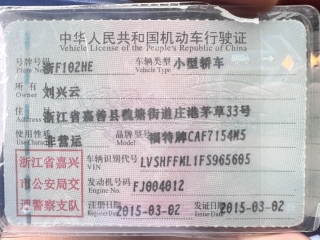 中华人民共和国机动车行驶证
Vehicle License of the People's Republic of China
号牌号码 浙F102HE 车辆类型 小型轿车
Plate No. Vehicle Type
所有人 刘兴云
Owner
住址 浙江省嘉善县魏塘街道庄港茅草33号
Address
使用性质 非营运 品牌型号 福特牌CAF7154M5
Use Character Model
浙江省嘉兴 车辆识别代号 LVSHFFML1FS965605
VIN
市公安局交 发动机号码 FJ004012
Engine No.
理警察支队 注册日期 2015-03-02 发证日期 2015-03-02
Register Date Issue Date